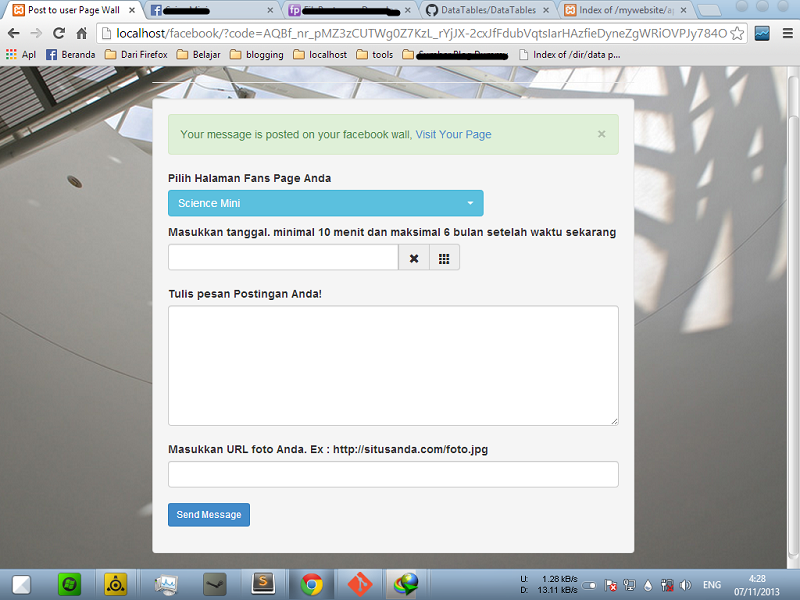 Post to user Page Wall
DataTables/DataTables
Index of /mywebsite/a
localhost/facebook/?code=AQBf_nr_pMZ3zCUTWg0Z7KzL_rYjJX-2cxJfFdubVqtsIarHAzfieDyneZgWRiOVPJy784O
Apl
Beranda
Dari Firefox
Belajar
blogging
localhost
tools
Index of /dir/data p...
Your message is posted on your facebook wall, Visit Your Page
×
Pilih Halaman Fans Page Anda
Science Mini
Masukkan tanggal. minimal 10 menit dan maksimal 6 bulan setelah waktu sekarang
Tulis pesan Postingan Anda!
Masukkan URL foto Anda. Ex : http://situsanda.com/foto.jpg
Send Message
U: 1.28 kB/s
D: 13.11 kB/s
ENG
4:28
07/11/2013